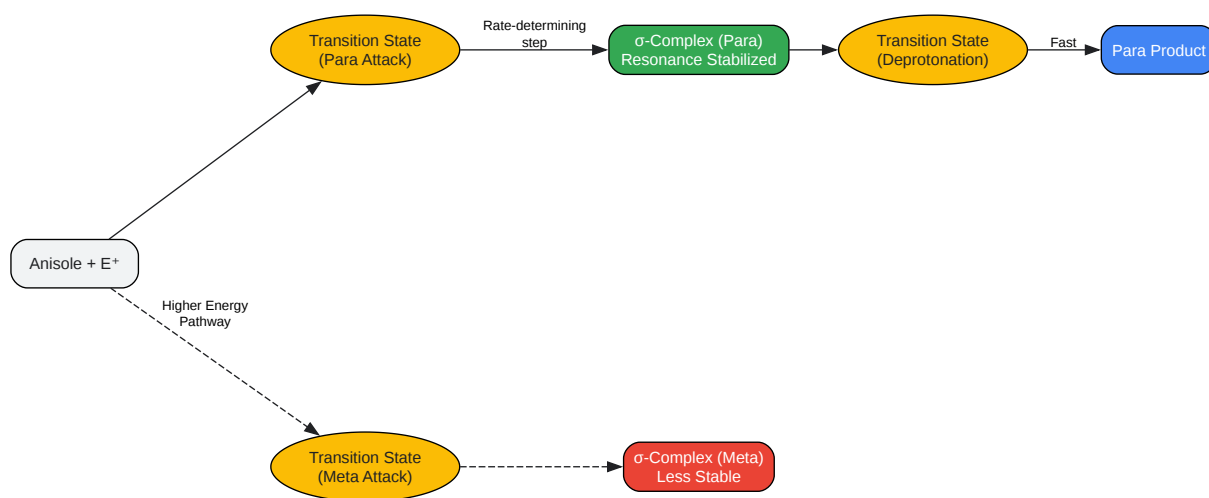 Transition State
(Para Attack)
Rate-determining
step
σ-Complex (Para)
Resonance Stabilized
Transition State
(Deprotonation)
Fast
Para Product
Anisole + E⁺
Higher Energy
Pathway
Transition State
(Meta Attack)
σ-Complex (Meta)
Less Stable